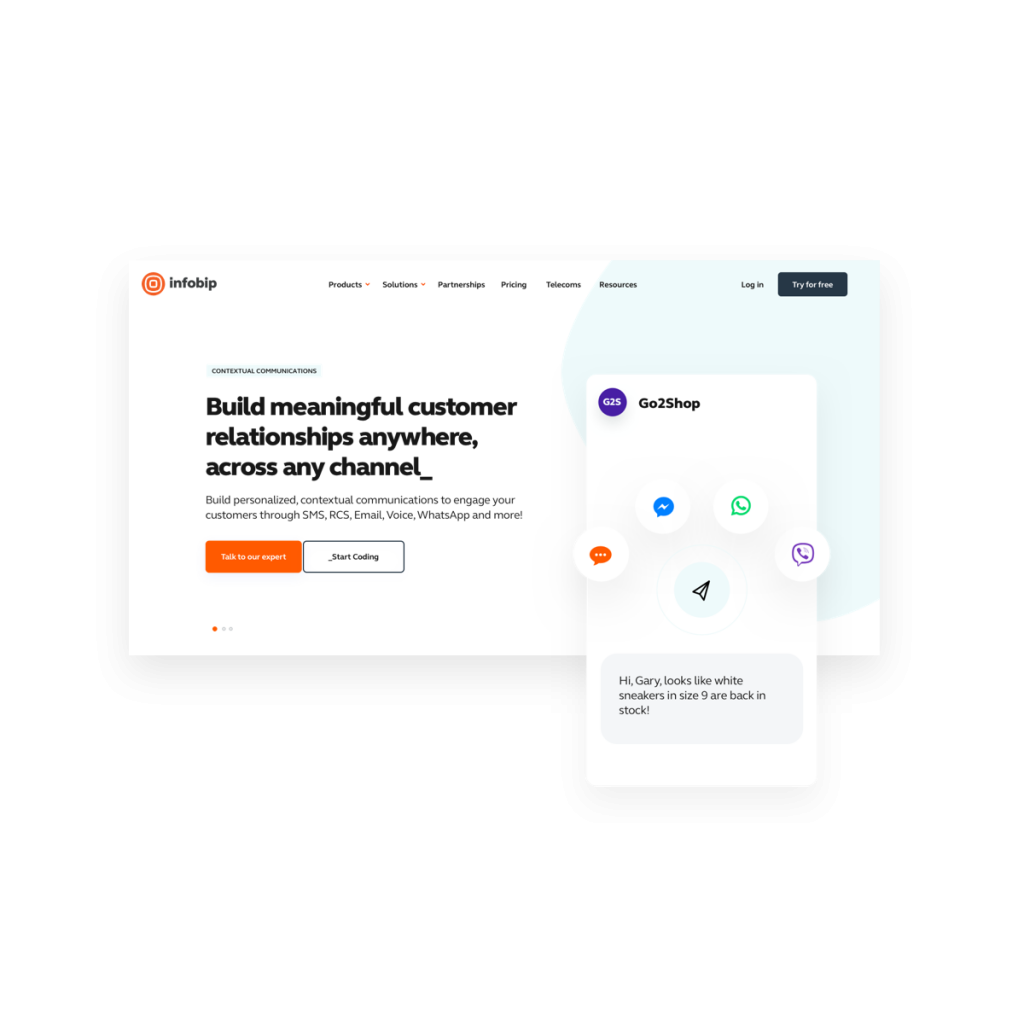 infobip
Products Solutions Partnerships Pricing Telecoms Resources Log in Try for free
CONTEXTUAL COMMUNICATIONS
Build meaningful customer
relationships anywhere,
across any channel_
Build personalized, contextual communications to engage your
customers through SMS, RCS, Email, Voice, WhatsApp and more!
Talk to our expert _Start Coding
G2S Go2Shop
Hi, Gary, looks like white
sneakers in size 9 are back in
stock!